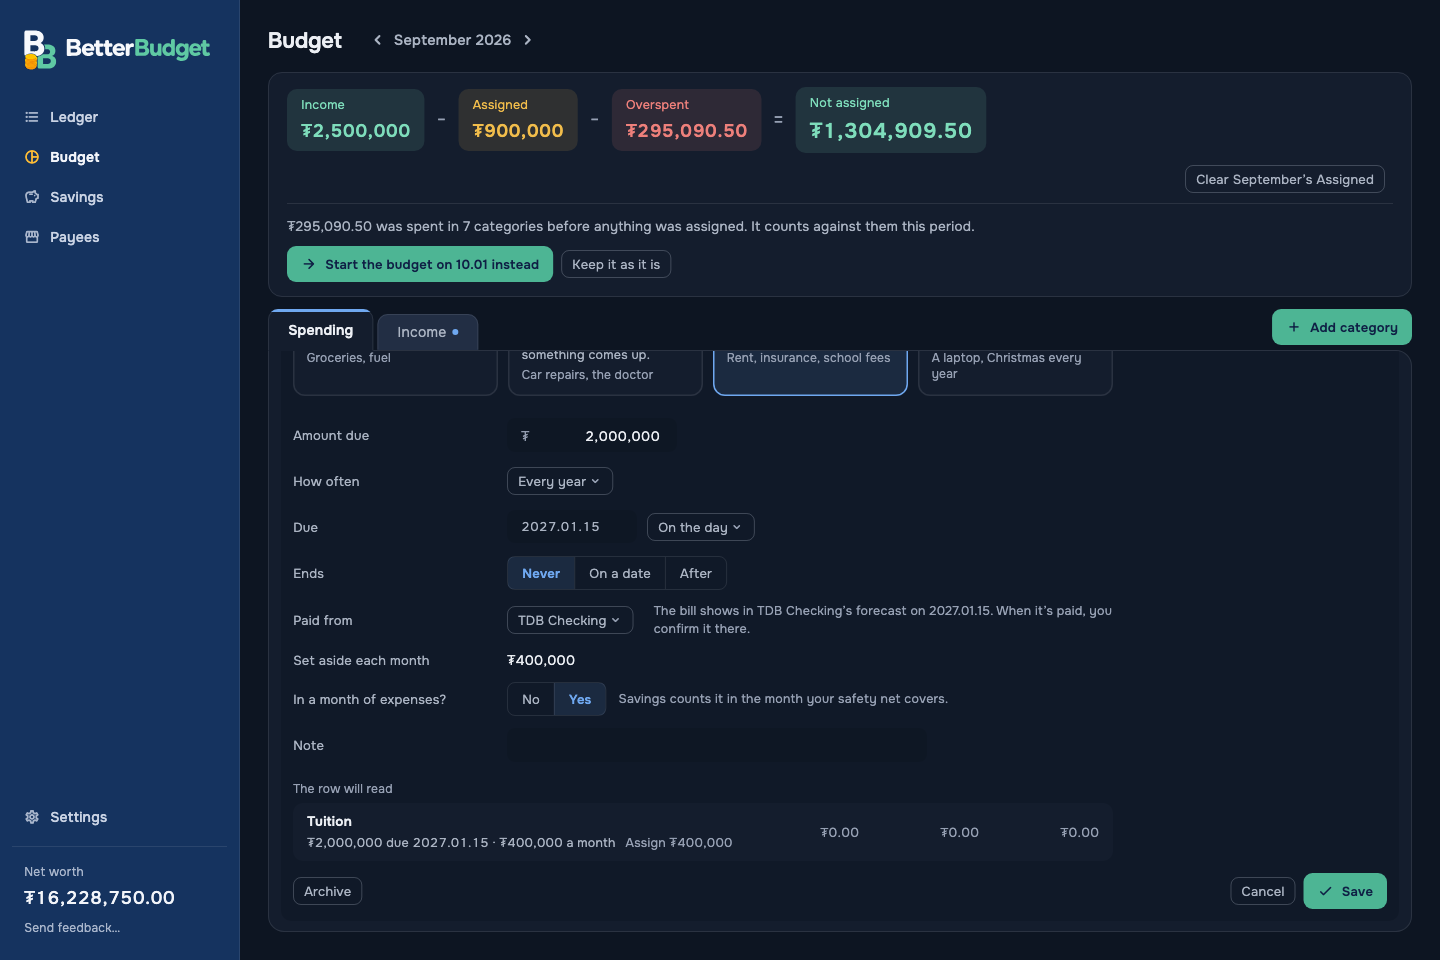 BetterBudget
Ledger
Budget
Savings
Payees
Settings
Net worth
₮16,228,750.00
Send feedback...
Budget
September 2026
Income
₮2,500,000
–
Assigned
₮900,000
–
Overspent
₮295,090.50
=
Not assigned
₮1,304,909.50
Clear September’s Assigned
₮295,090.50 was spent in 7 categories before anything was assigned. It counts against them this period.
Start the budget on 10.01 instead
Keep it as it is
Spending
Income
Add category
Groceries, fuel
something comes up.
Car repairs, the doctor
Rent, insurance, school fees
A laptop, Christmas every
year
Amount due
₮ 2,000,000
How often
Every year
Due
2027.01.15
On the day
Ends
Never
On a date
After
Paid from
TDB Checking
The bill shows in TDB Checking’s forecast on 2027.01.15. When it’s paid, you
confirm it there.
Set aside each month
₮400,000
In a month of expenses?
No
Yes
Savings counts it in the month your safety net covers.
Note
The row will read
Tuition
₮2,000,000 due 2027.01.15 · ₮400,000 a month Assign ₮400,000
₮0.00
₮0.00
₮0.00
Archive
Cancel
Save